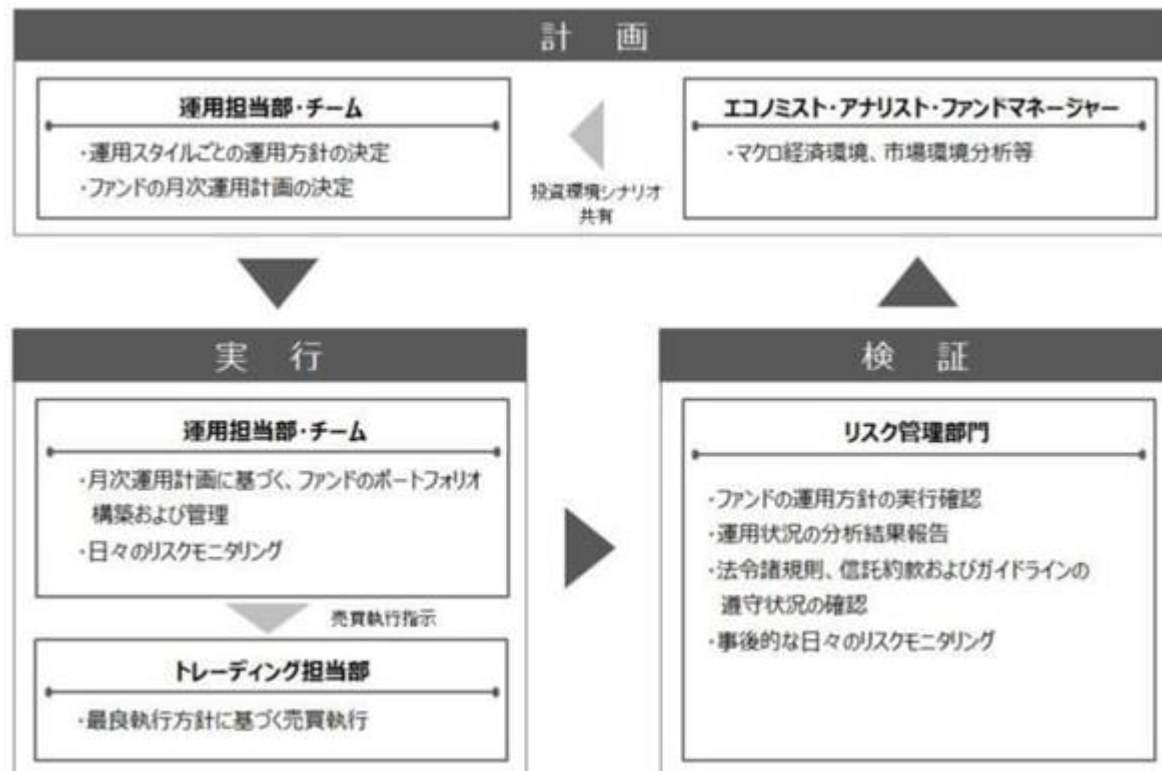 計 画
運用担当部・チーム
・運用スタイルごとの運用方針の決定
・ファンドの月次運用計画の決定
投資環境シナリオ
共有
エコノミスト・アナリスト・ファンドマネージャー
・マクロ経済環境、市場環境分析等
実 行
運用担当部・チーム
・月次運用計画に基づく、ファンドのポートフォリオ
構築および管理
・日々のリスクモニタリング
売買執行指示
トレーディング担当部
・最良執行方針に基づく売買執行
検 証
リスク管理部門
・ファンドの運用方針の実行確認
・運用状況の分析結果報告
・法令諸規則、信託約款およびガイドラインの
遵守状況の確認
・事後的な日々のリスクモニタリング